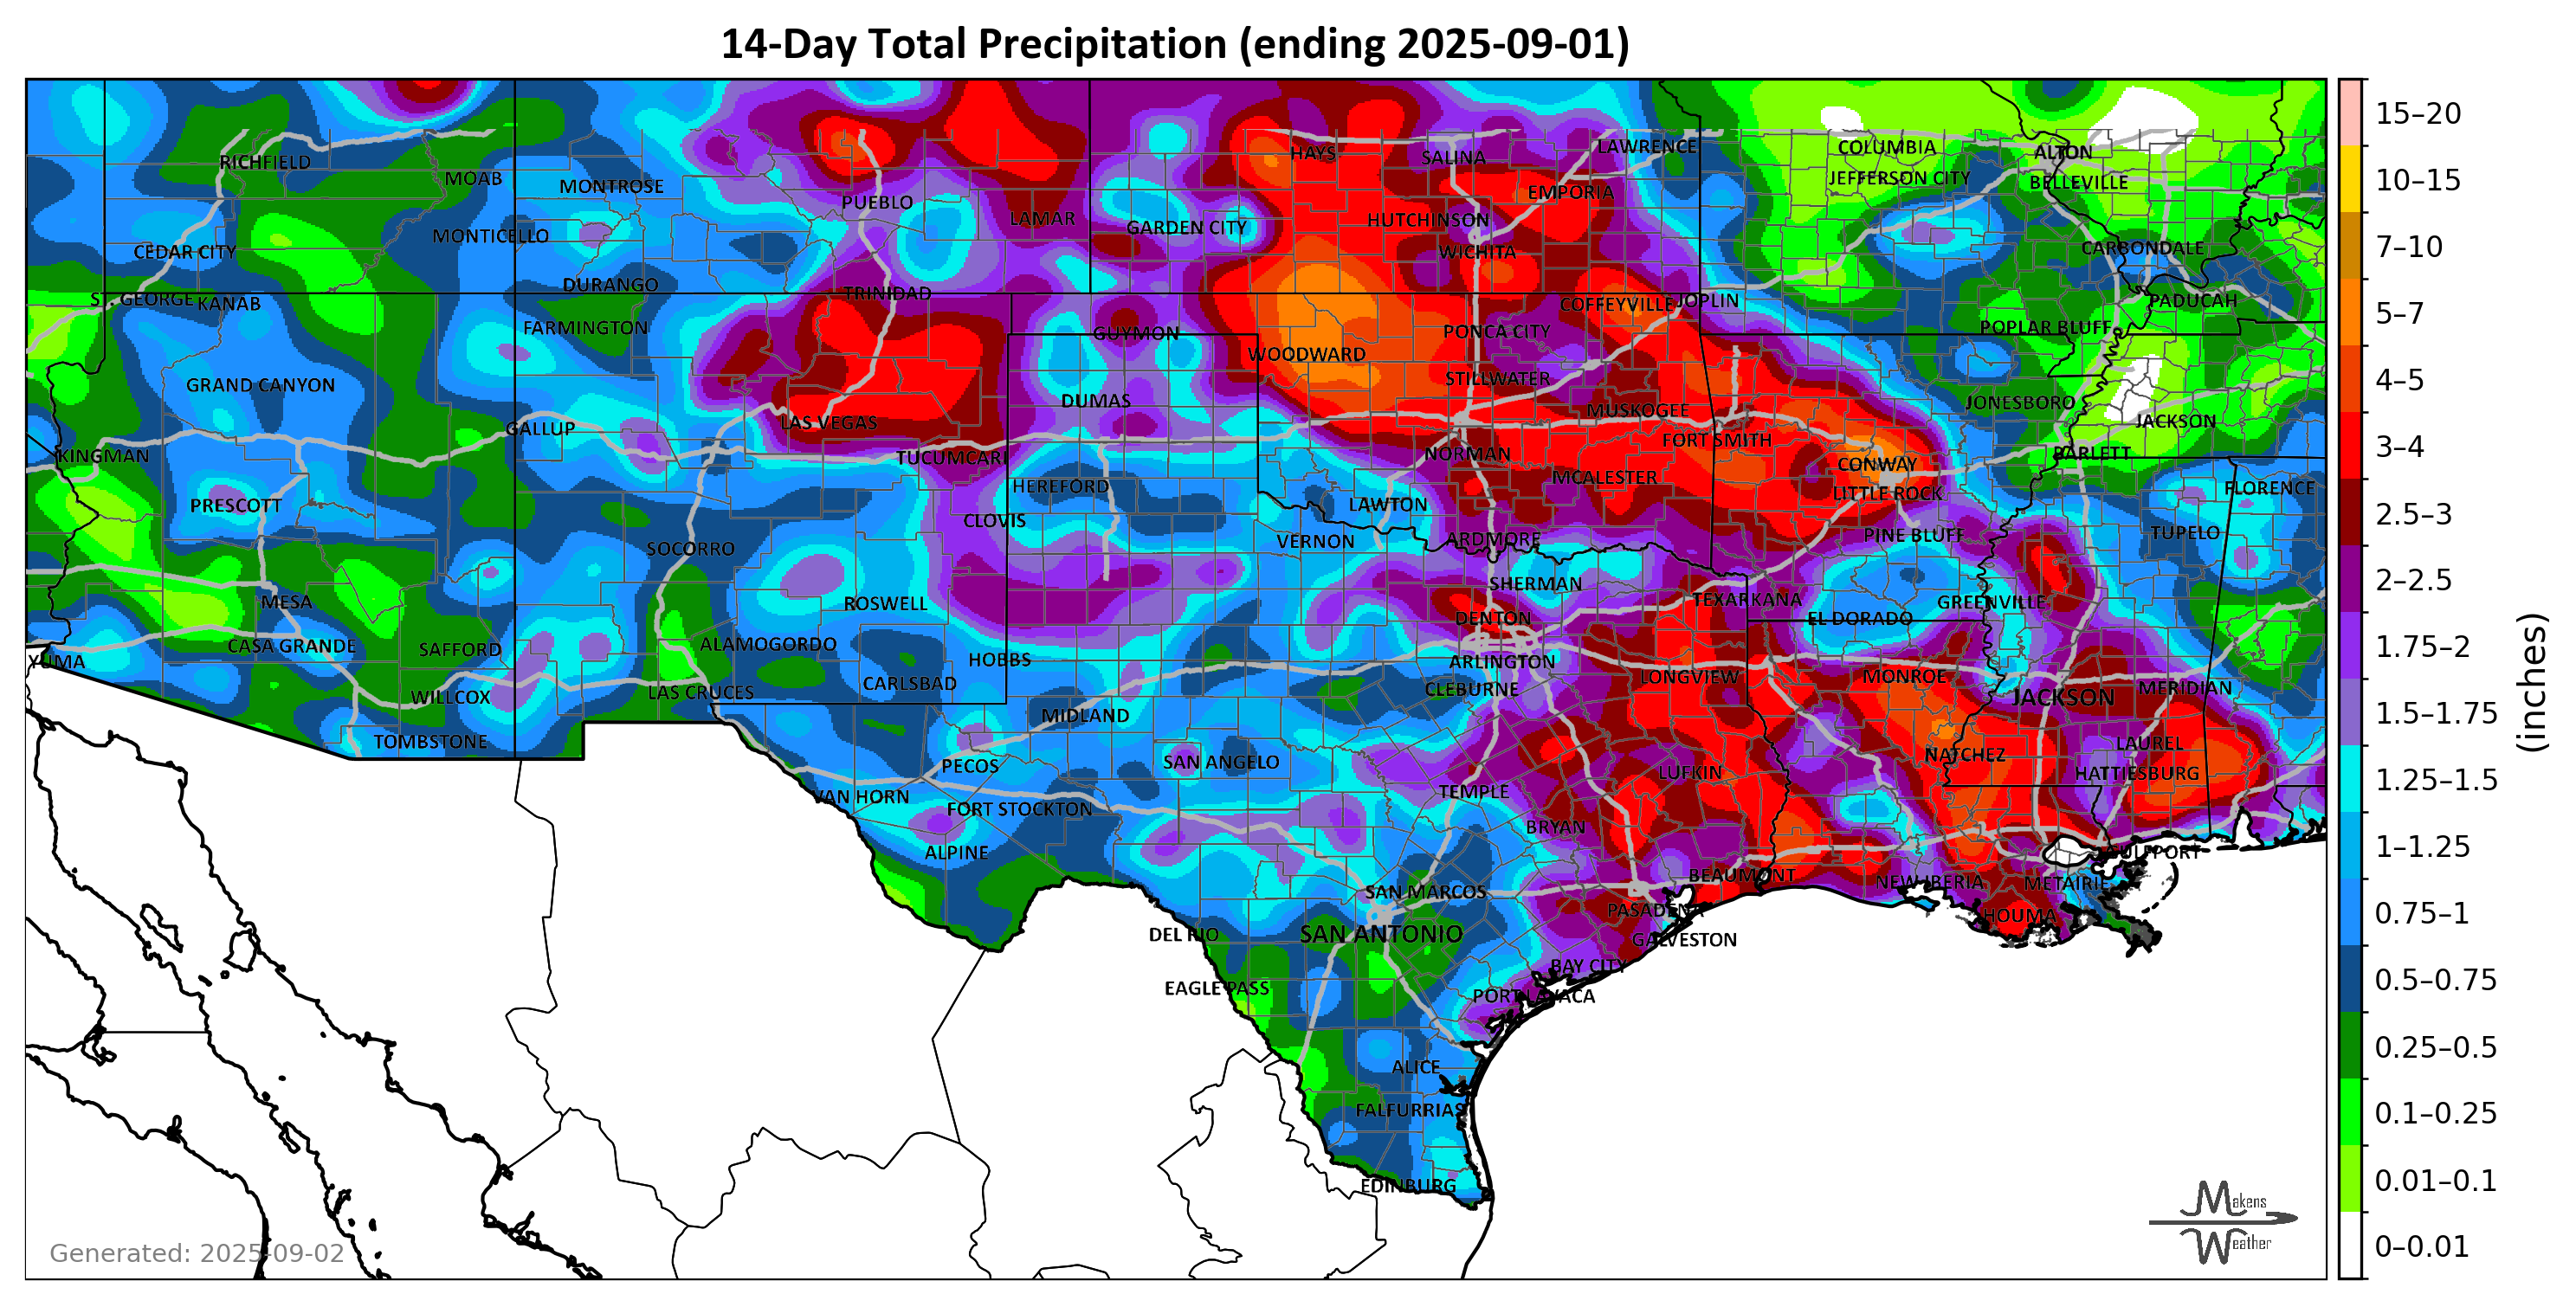 14-Day Total Precipitation (ending 2025-09-01)
RICHFIELD
MOAB
MONTROSE
PUEBLO
LAMAR
HAYS
SALINA
LAWRENCE
EMPORIA
COLUMBIA
ALTON
JEFFERSON CITY
BELLEVILLE
MONTICELLO
CEDAR CITY
GARDEN CITY
HUTCHINSON
WICHITA
CARBONDALE
DURANGO
TRINIDAD
ST. GEORGE
KANAB
COFFEYVILLE
JOPLIN
PADUCAH
FARMINGTON
GUYMON
PONCA CITY
POPLAR BLUFF
WOODWARD
GRAND CANYON
STILLWATER
DUMAS
MUSKOGEE
JONESBORO
GALLUP
LAS VEGAS
FORT SMITH
JACKSON
KINGMAN
TUCUMCARI
NORMAN
CONWAY
BARLETT
HEREFORD
MCALESTER
LITTLE ROCK
FLORENCE
PRESCOTT
LAWTON
CLOVIS
VERNON
ARDMORE
PINE BLUFF
TUPELO
SOCORRO
SHERMAN
MESA
ROSWELL
TEXARKANA
GREENVILLE
DENTON
EL DORADO
CASA GRANDE
SAFFORD
ALAMOGORDO
HOBBS
ARLINGTON
YUMA
CARLSBAD
LONGVIEW
MONROE
WILLCOX
LAS CRUCES
CLEBURNE
JACKSON
MERIDIAN
MIDLAND
TOMBSTONE
LAUREL
PECOS
SAN ANGELO
NATCHEZ
LUFKIN
HATTIESBURG
VAN HORN
FORT STOCKTON
TEMPLE
BRYAN
ALPINE
GULFPORT
SAN MARCOS
BEAUMONT
NEW IBERIA
METAIRIE
PASADENA
HOUMA
DEL RIO
SAN ANTONIO
GALVESTON
BAY CITY
EAGLE PASS
PORT LAVACA
ALICE
FALFURRIAS
EDINBURG
Generated: 2025-09-02
Makens
Weather
15–20
10–15
7–10
5–7
4–5
3–4
2.5–3
2–2.5
1.75–2
1.5–1.75
1.25–1.5
1–1.25
0.75–1
0.5–0.75
0.25–0.5
0.1–0.25
0.01–0.1
0–0.01
(inches)